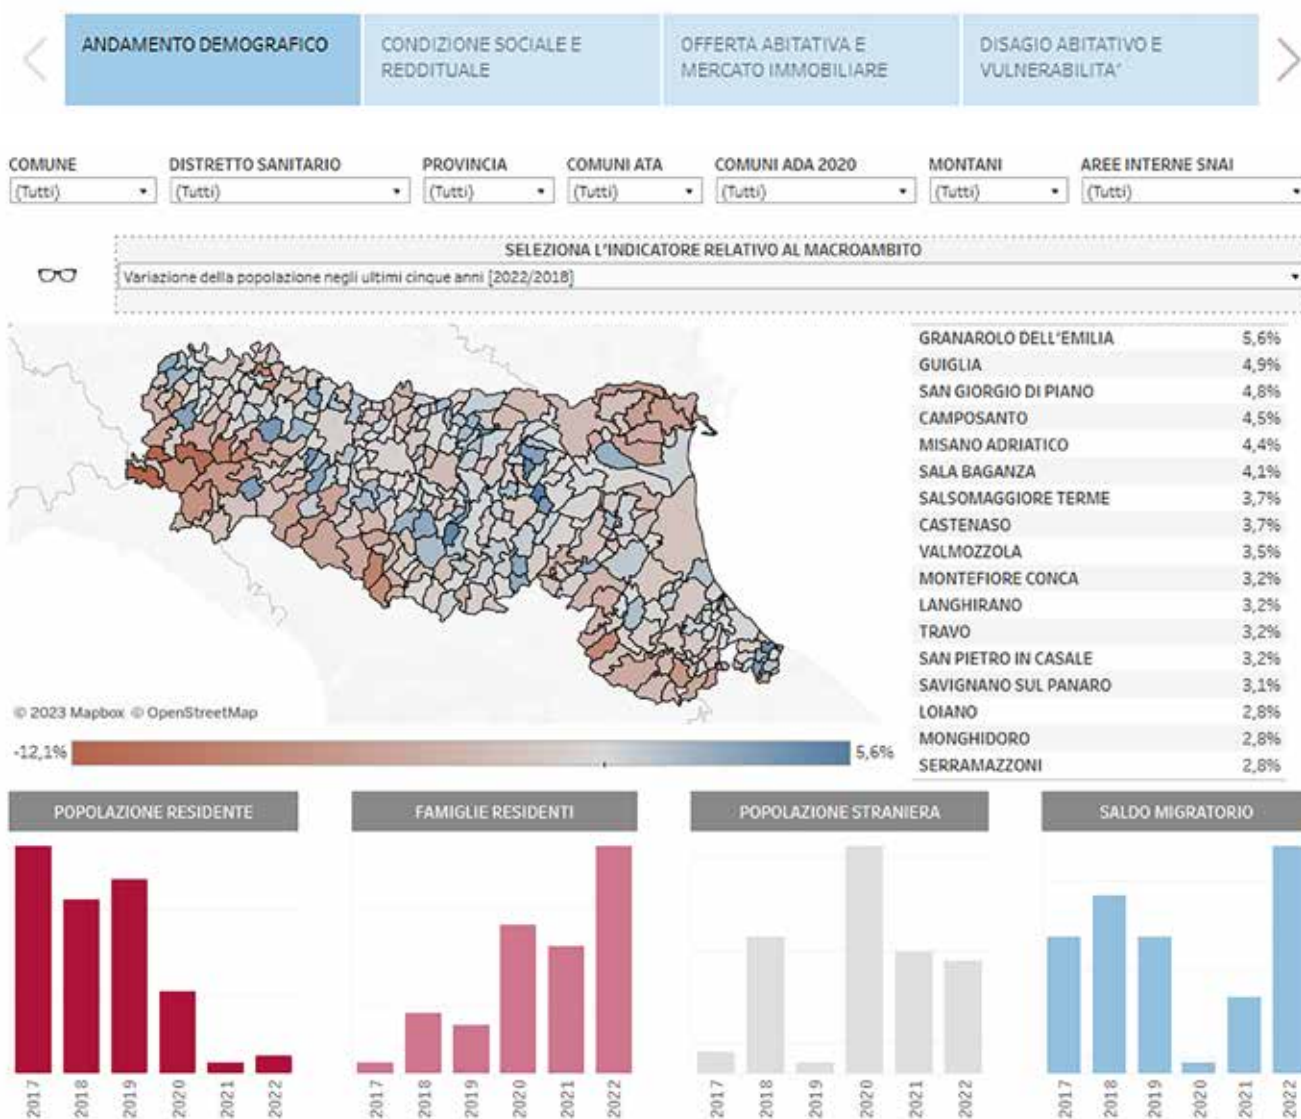 ANDAMENTO DEMOGRAFICO
CONDIZIONE SOCIALE E
REDDITUALE
OFFERTA ABITATIVA E
MERCATO IMMOBILIARE
DISAGIO ABITATIVO E
VULNERABILITA'
COMUNE
DISTRETTO SANITARIO
PROVINCIA
COMUNI ATA
COMUNI ADA 2020
MONTANI
AREE INTERNE SNAI
(Tutti)
(Tutti)
(Tutti)
(Tutti)
(Tutti)
(Tutti)
(Tutti)
SELEZIONA L'INDICATORE RELATIVO AL MACROAMBITO
Variazione della popolazione negli ultimi cinque anni [2022/2018]
GRANAROLO DELL'EMILIA 5,6%
GUIGLIA 4,9%
SAN GIORGIO DI PIANO 4,8%
CAMPOSANTO 4,5%
MISANO ADRIATICO 4,4%
SALA BAGANZA 4,1%
SALSOMAGGIORE TERME 3,7%
CASTENASO 3,7%
VALMOZZOLA 3,5%
MONTEFIORE CONCA 3,2%
LANGHIRANO 3,2%
TRAVO 3,2%
SAN PIETRO IN CASALE 3,2%
SAVIGNANO SUL PANARO 3,1%
LOIANO 2,8%
MONGHIDORO 2,8%
SERRAMAZZONI 2,8%
© 2023 Mapbox © OpenStreetMap
-12,1% 5,6%
POPOLAZIONE RESIDENTE
2017 2018 2019 2020 2021 2022
FAMIGLIE RESIDENTI
2017 2018 2019 2020 2021 2022
POPOLAZIONE STRANIERA
2017 2018 2019 2020 2021 2022
SALDO MIGRATORIO
2017 2018 2019 2020 2021 2022